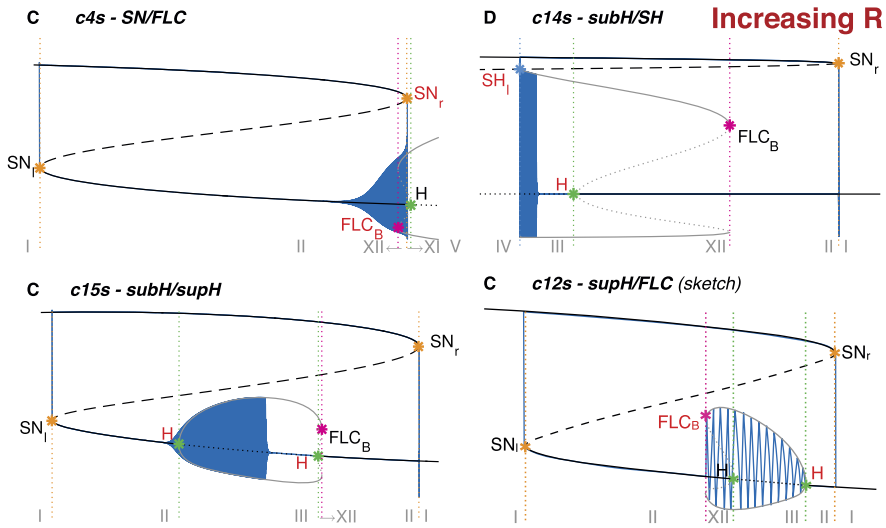 C c4s - SN/FLC
D c14s - subH/SH
Increasing R
SN_r
SN_l
H
FLC_B
I II XII ←→ XI V
SN_r
SH_l
FLC_B
H
IV III XII II I
C c15s - subH/supH
C c12s - supH/FLC (sketch)
SN_r
SN_l
H
H
FLC_B
I II III → XII II I
SN_r
FLC_B
SN_l
H
H
I II XII III II I